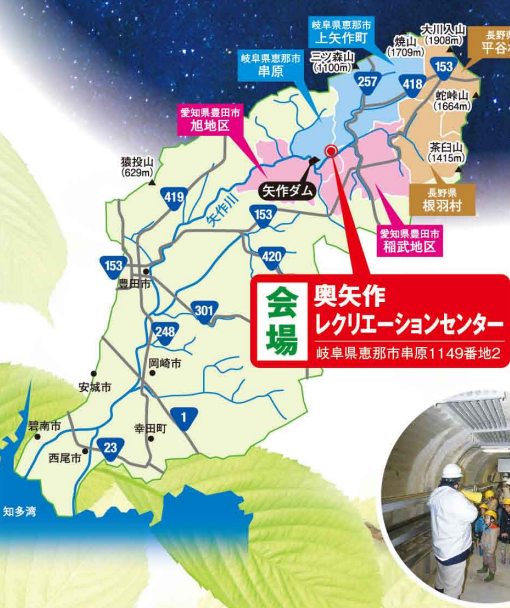 岐阜県恵那市
上矢作町
大川入山
(1908m)
焼山
(1709m)
長野県
平谷村
三ツ森山
(1100m)
岐阜県恵那市
串原
153
257
418
蛇峠山
(1664m)
愛知県豊田市
旭地区
茶臼山
(1415m)
猿投山
(629m)
矢作ダム
長野県
根羽村
419
矢作川
153
愛知県豊田市
稲武地区
420
153
豊田市
会場
奥矢作
レクリエーションセンター
岐阜県恵那市串原1149番地2
301
248
岡崎市
安城市
碧南市
1
幸田町
西尾市
23
知多湾